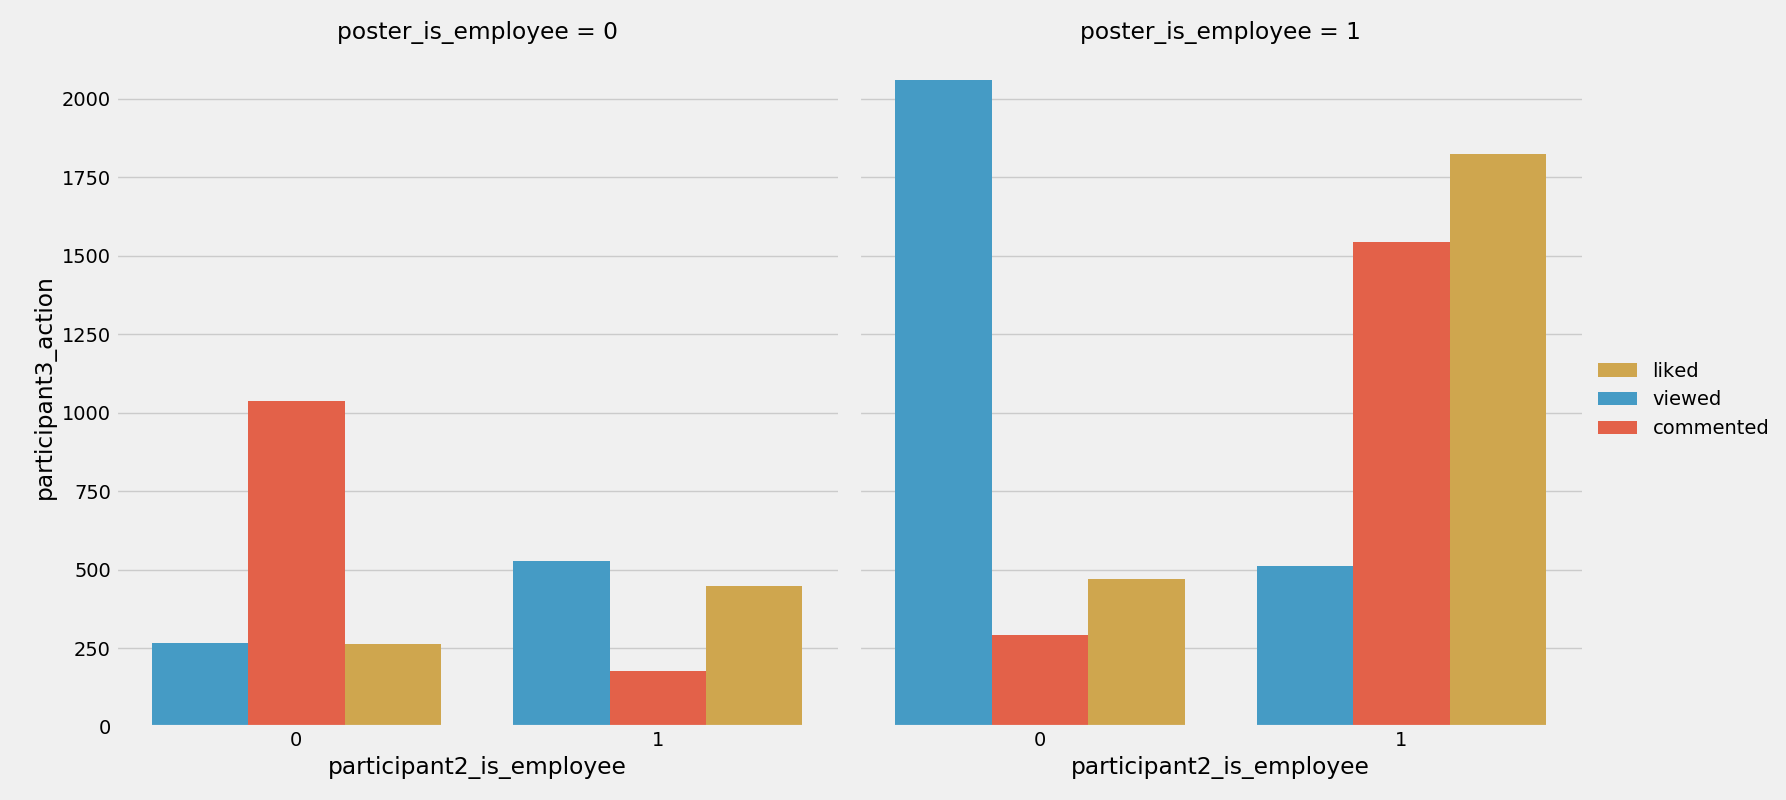 poster_is_employee = 0
poster_is_employee = 1
participant3_action
2000
1750
1500
1250
1000
750
500
250
0
0
1
0
1
participant2_is_employee
participant2_is_employee
liked
viewed
commented